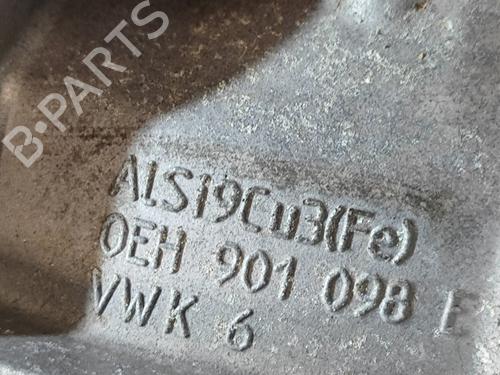 B-PARTS
ALSi9Cu3(Fe)
0EH 901 098
VWK 6